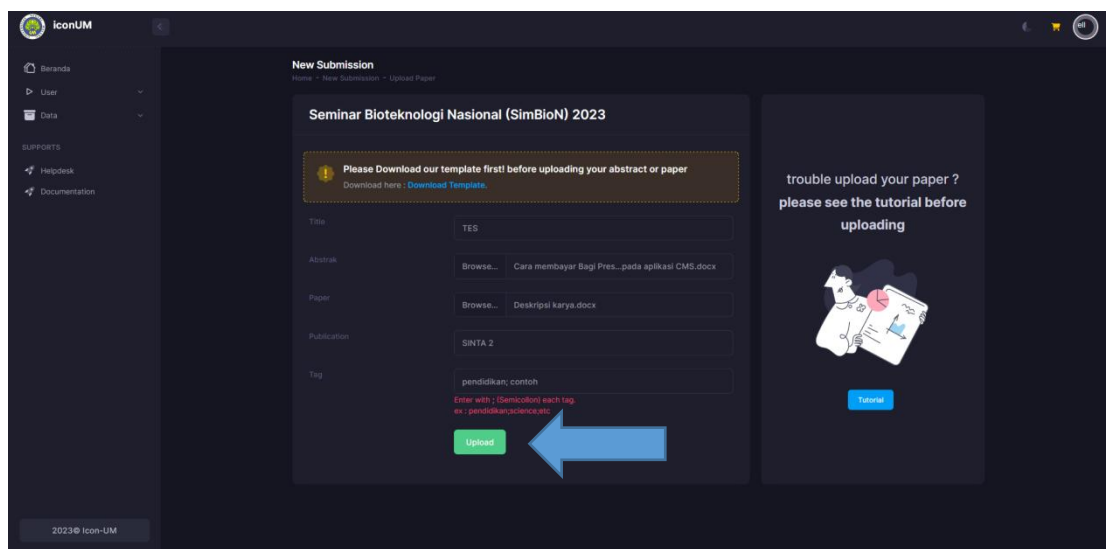 iconUM
ell
Beranda
User
Data
SUPPORTS
Helpdesk
Documentation
2023© Icon-UM
New Submission
Home - New Submission - Upload Paper
Seminar Bioteknologi Nasional (SimBioN) 2023
Please Download our template first! before uploading your abstract or paper
Download here : Download Template.
Title
TES
Abstrak
Browse... Cara membayar Bagi Pres...pada aplikasi CMS.docx
Paper
Browse... Deskripsi karya.docx
Publication
SINTA 2
Tag
pendidikan; contoh
Enter with ; (Semicollon) each tag.
ex : pendidikan;science;etc
Upload
trouble upload your paper ?
please see the tutorial before
uploading
Tutorial